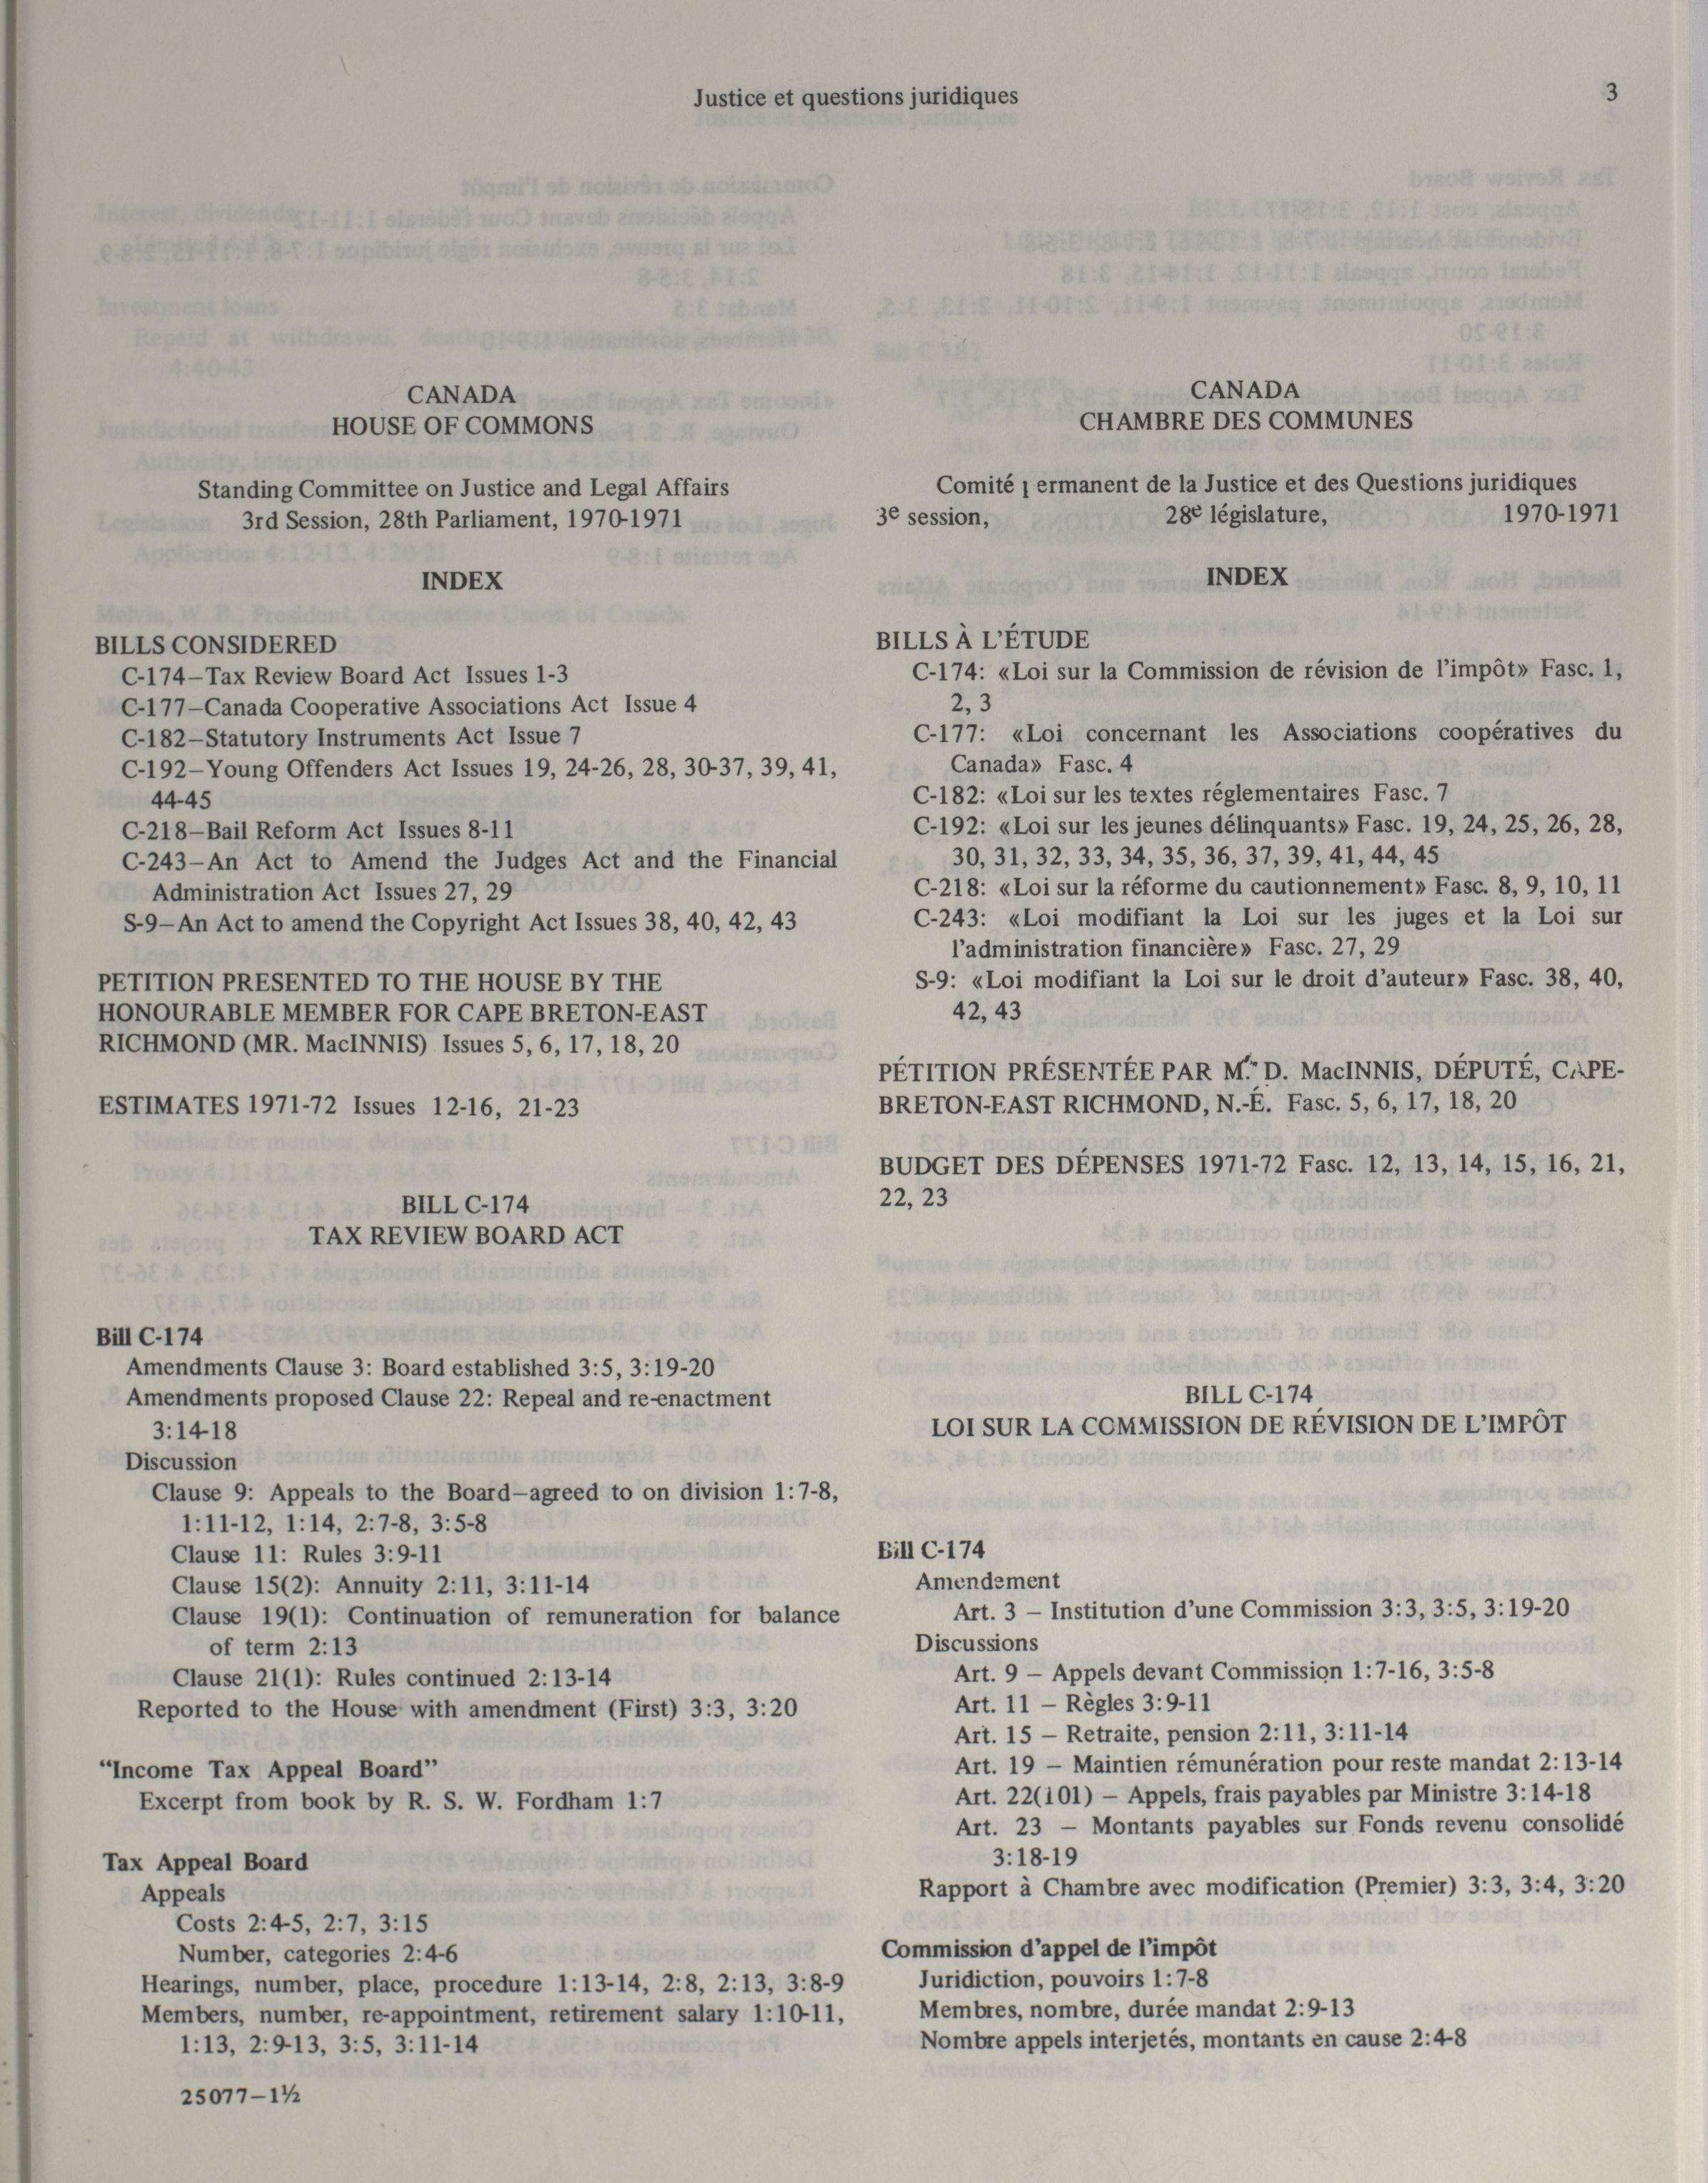 Justice et questions juridiques
3
CANADA
HOUSE OF COMMONS
Standing Committee on Justice and Legal Affairs
3rd Session, 28th Parliament, 1970-1971
INDEX
BILLS CONSIDERED
C-174—Tax Review Board Act Issues 1-3
C-177—Canada Cooperative Associations Act Issue 4
C-182—Statutory Instruments Act Issue 7
C-192—Young Offenders Act Issues 19, 24-26, 28, 30-37, 39, 41,
44-45
C-218—Bail Reform Act Issues 8-11
C-243—An Act to Amend the Judges Act and the Financial
Administration Act Issues 27, 29
S-9—An Act to amend the Copyright Act Issues 38, 40, 42, 43
PETITION PRESENTED TO THE HOUSE BY THE
HONOURABLE MEMBER FOR CAPE BRETON-EAST
RICHMOND (MR. MacINNIS) Issues 5, 6, 17, 18, 20
ESTIMATES 1971-72 Issues 12-16, 21-23
BILL C-174
TAX REVIEW BOARD ACT
Bill C-174
Amendments Clause 3: Board established 3:5, 3:19-20
Amendments proposed Clause 22: Repeal and re-enactment
3:14-18
Discussion
Clause 9: Appeals to the Board—agreed to on division 1:7-8,
1:11-12, 1:14, 2:7-8, 3:5-8
Clause 11: Rules 3:9-11
Clause 15(2): Annuity 2:11, 3:11-14
Clause 19(1): Continuation of remuneration for balance
of term 2:13
Clause 21(1): Rules continued 2:13-14
Reported to the House with amendment (First) 3:3, 3:20
“Income Tax Appeal Board”
Excerpt from book by R. S. W. Fordham 1:7
Tax Appeal Board
Appeals
Costs 2:4-5, 2:7, 3:15
Number, categories 2:4-6
Hearings, number, place, procedure 1:13-14, 2:8, 2:13, 3:8-9
Members, number, re-appointment, retirement salary 1:10-11,
1:13, 2:9-13, 3:5, 3:11-14
25077—1½
CANADA
CHAMBRE DES COMMUNES
Comité permanent de la Justice et des Questions juridiques
3e session, 28e législature, 1970-1971
INDEX
BILLS À L’ÉTUDE
C-174: «Loi sur la Commission de révision de l’impôt» Fasc. 1,
2, 3
C-177: «Loi concernant les Associations coopératives du
Canada» Fasc. 4
C-182: «Loi sur les textes réglementaires Fasc. 7
C-192: «Loi sur les jeunes délinquants» Fasc. 19, 24, 25, 26, 28,
30, 31, 32, 33, 34, 35, 36, 37, 39, 41, 44, 45
C-218: «Loi sur la réforme du cautionnement» Fasc. 8, 9, 10, 11
C-243: «Loi modifiant la Loi sur les juges et la Loi sur
l’administration financière» Fasc. 27, 29
S-9: «Loi modifiant la Loi sur le droit d’auteur» Fasc. 38, 40,
42, 43
PÉTITION PRÉSENTÉE PAR M. D. MacINNIS, DÉPUTÉ, CAPE-
BRETON-EAST RICHMOND, N.-É. Fasc. 5, 6, 17, 18, 20
BUDGET DES DÉPENSES 1971-72 Fasc. 12, 13, 14, 15, 16, 21,
22, 23
BILL C-174
LOI SUR LA COMMISSION DE RÉVISION DE L’IMPÔT
Bill C-174
Amendement
Art. 3 — Institution d’une Commission 3:3, 3:5, 3:19-20
Discussions
Art. 9 — Appels devant Commission 1:7-16, 3:5-8
Art. 11 — Règles 3:9-11
Art. 15 — Retraite, pension 2:11, 3:11-14
Art. 19 — Maintien rémunération pour reste mandat 2:13-14
Art. 22(101) — Appels, frais payables par Ministre 3:14-18
Art. 23 — Montants payables sur Fonds revenu consolidé
3:18-19
Rapport à Chambre avec modification (Premier) 3:3, 3:4, 3:20
Commission d’appel de l’impôt
Juridiction, pouvoirs 1:7-8
Membres, nombre, durée mandat 2:9-13
Nombre appels interjetés, montants en cause 2:4-8